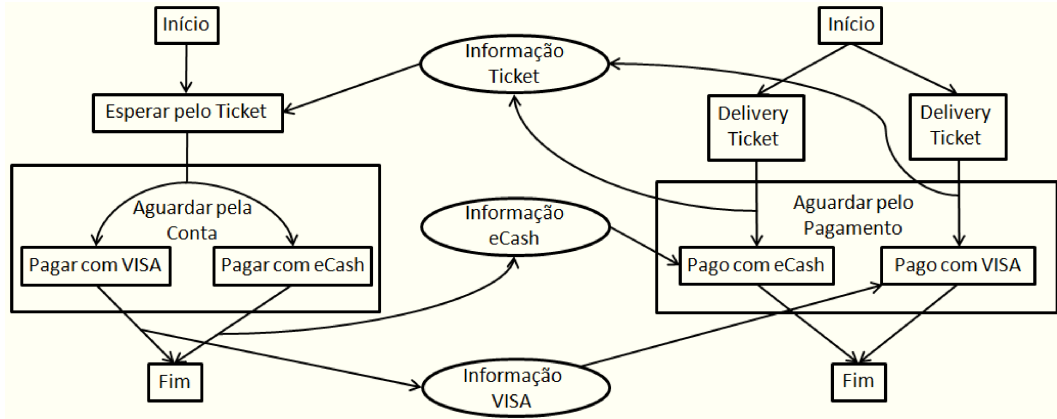 Início
Informação
Ticket
Início
Esperar pelo Ticket
Delivery
Ticket
Delivery
Ticket
Aguardar pela
Conta
Informação
eCash
Aguardar pelo
Pagamento
Pagar com VISA
Pagar com eCash
Pago com eCash
Pago com VISA
Fim
Informação
VISA
Fim